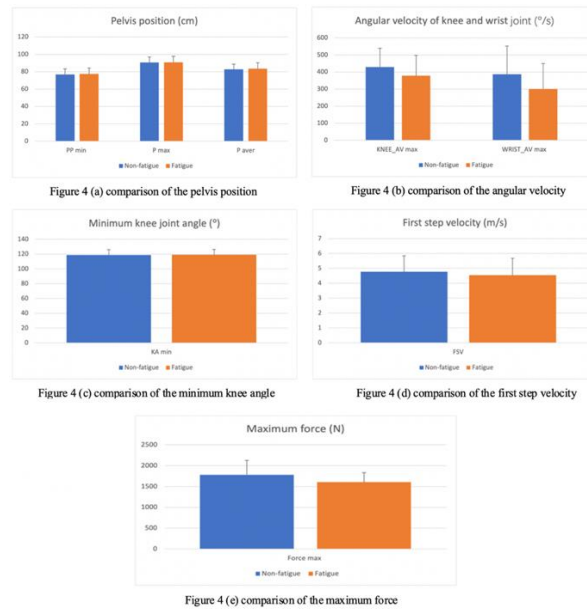 Pelvis position (cm)
120
100
80
60
40
20
0
PP min P max P aver
Non-fatigue Fatigue
Figure 4 (a) comparison of the pelvis position
Angular velocity of knee and wrist joint (°/s)
600
500
400
300
200
100
0
KNEE_AV max WRIST_AV max
Non-fatigue Fatigue
Figure 4 (b) comparison of the angular velocity
Minimum knee joint angle (°)
140
120
100
80
60
40
20
0
KA min
Non-fatigue Fatigue
Figure 4 (c) comparison of the minimum knee angle
First step velocity (m/s)
7
6
5
4
3
2
1
0
FSV
Non-fatigue Fatigue
Figure 4 (d) comparison of the first step velocity
Maximum force (N)
2500
2000
1500
1000
500
0
Force max
Non-fatigue Fatigue
Figure 4 (e) comparison of the maximum force